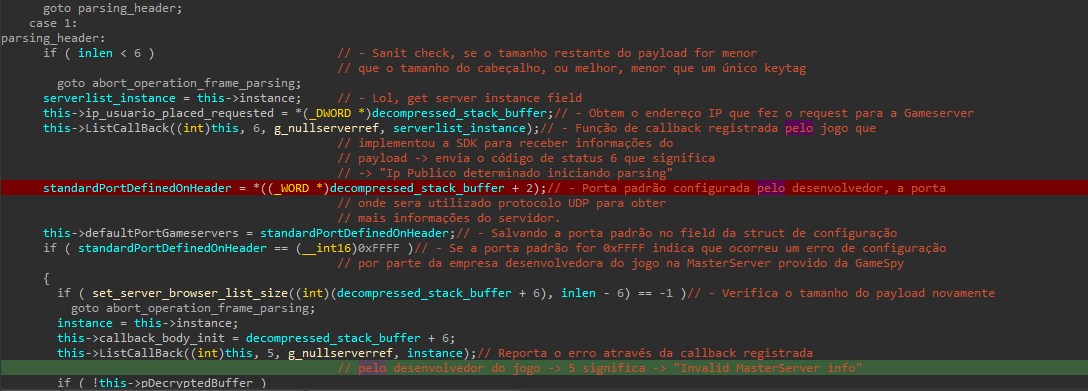 goto parsing_header;
case 1:
parsing_header:
if ( inlen < 6 ) // - Sanit check, se o tamanho restante do payload for menor
// que o tamanho do cabeçalho, ou melhor, menor que um único keytag
goto abort_operation_frame_parsing;
serverlist_instance = this->instance; // - Lol, get server instance field
this->ip_usuario_placed_requested = *(_DWORD *)decompressed_stack_buffer;// - Obtem o endereço IP que fez o request para a Gameserver
this->ListCallBack((int)this, 6, g_nullserverref, serverlist_instance);// - Função de callback registrada pelo jogo que
// implementou a SDK para receber informações do
// payload -> envia o código de status 6 que significa
// -> "Ip Publico determinado iniciando parsing"
standardPortDefinedOnHeader = *((_WORD *)decompressed_stack_buffer + 2);// - Porta padrão configurada pelo desenvolvedor, a porta
// onde sera utilizado protocolo UDP para obter
// mais informações do servidor.
this->defaultPortGameservers = standardPortDefinedOnHeader;// - Salvando a porta padrão no field da struct de configuração
if ( standardPortDefinedOnHeader == (__int16)0xFFFF )// - Se a porta padrão for 0xFFFF indica que ocorreu um erro de configuração
// por parte da empresa desenvolvedora do jogo na MasterServer provido da GameSpy
{
if ( set_server_browser_list_size((int)(decompressed_stack_buffer + 6), inlen - 6) == -1 )// - Verifica o tamanho do payload novamente
goto abort_operation_frame_parsing;
instance = this->instance;
this->callback_body_init = decompressed_stack_buffer + 6;
this->ListCallBack((int)this, 5, g_nullserverref, instance);// Reporta o erro através da callback registrada
// pelo desenvolvedor do jogo -> 5 significa -> "Invalid MasterServer info"
if ( !this->pDecryptedBuffer )